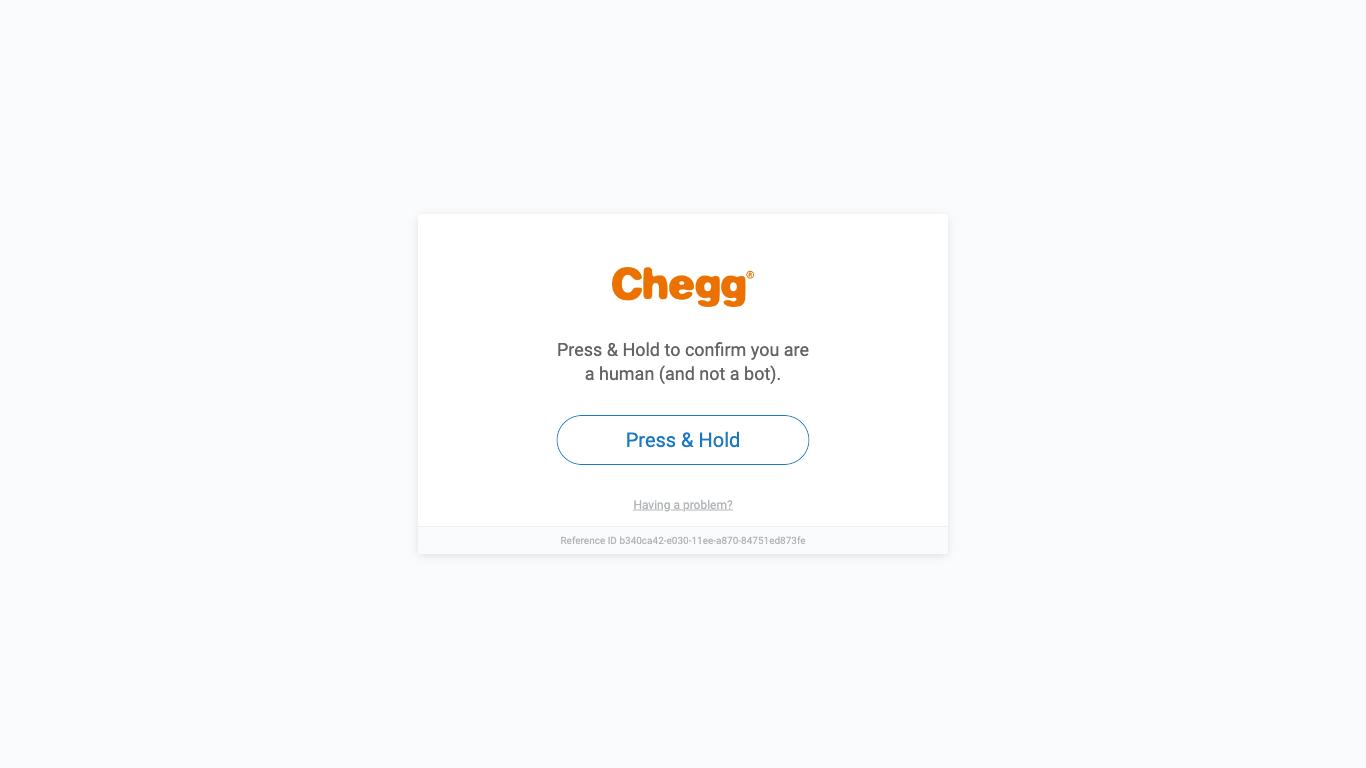 Chegg®
Press & Hold to confirm you are
a human (and not a bot).
Press & Hold
Having a problem?
Reference ID b340ca42-e030-11ee-a870-84751ed873fe